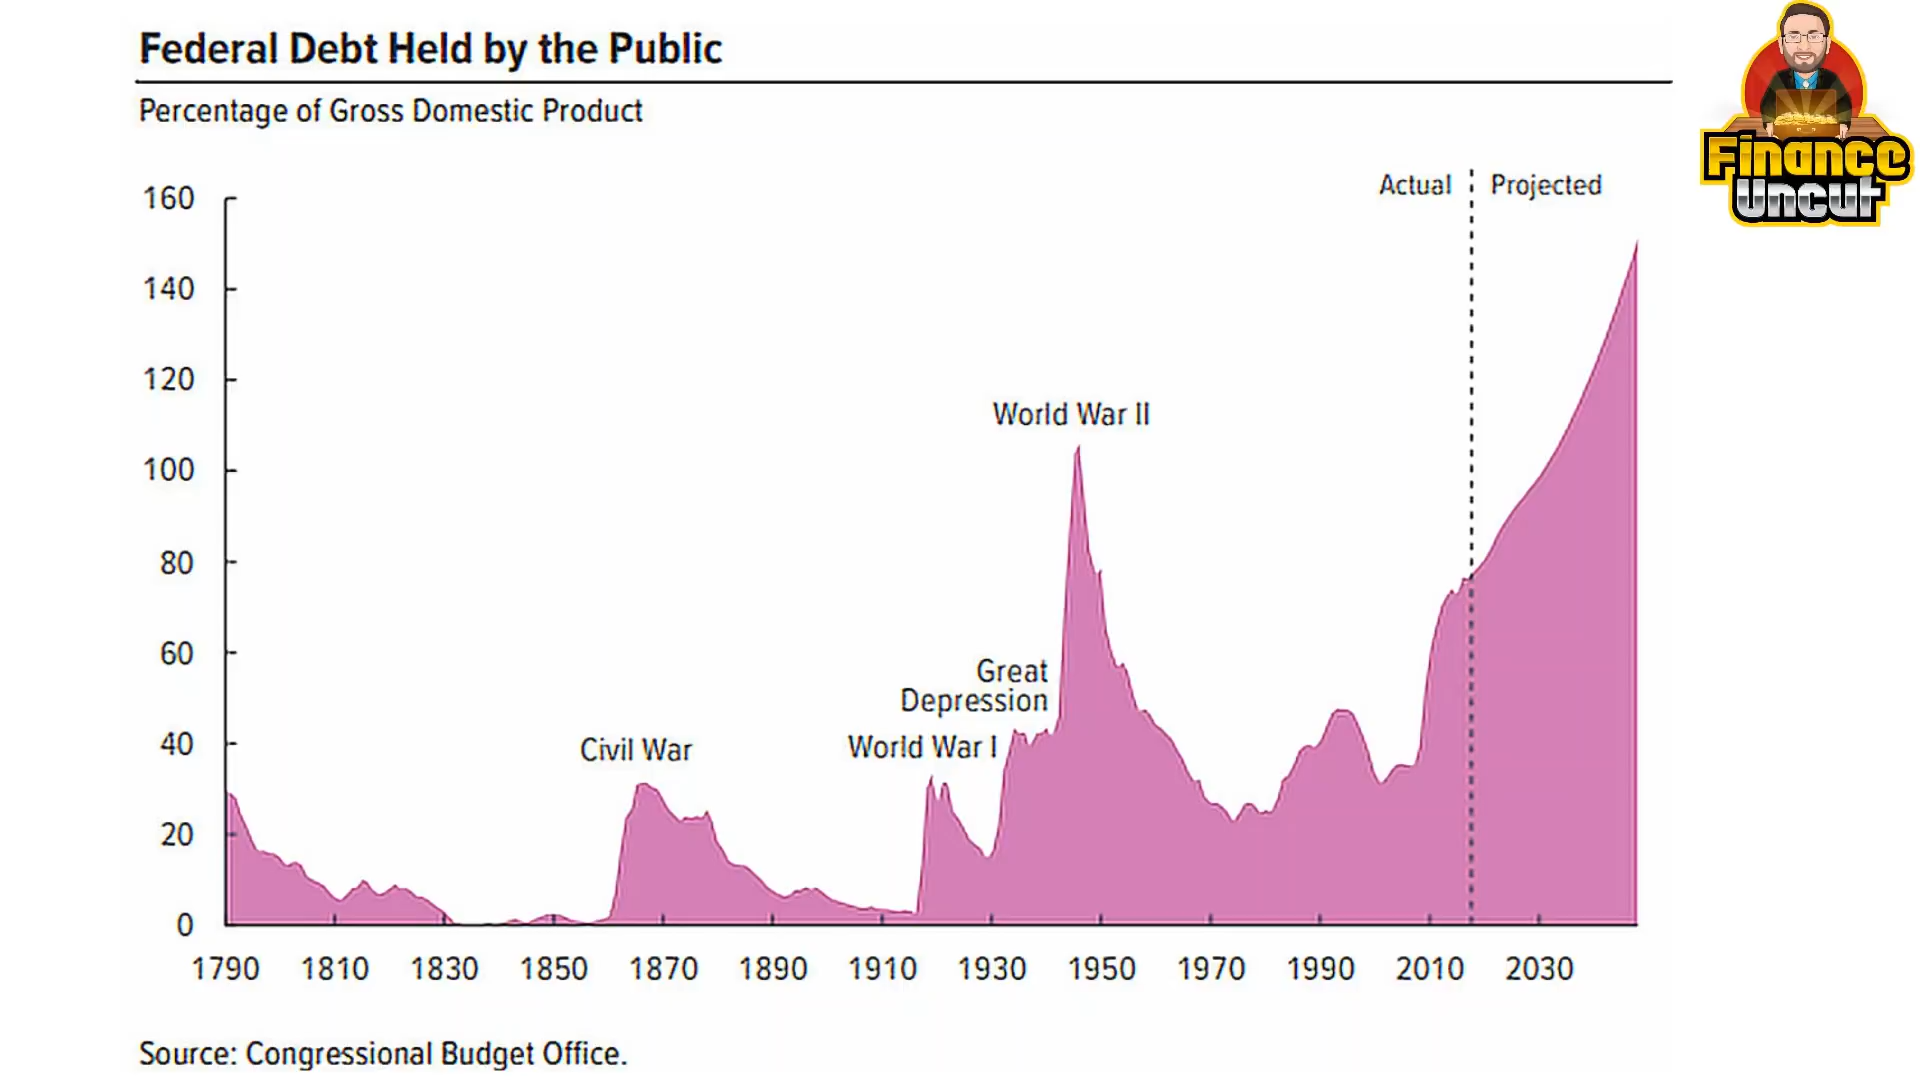 Federal Debt Held by the Public
Percentage of Gross Domestic Product
Finance
Uncut
Actual Projected
160
140
120
100
80
60
40
20
0
World War II
Great
Depression
World War I
Civil War
1790 1810 1830 1850 1870 1890 1910 1930 1950 1970 1990 2010 2030
Source: Congressional Budget Office.